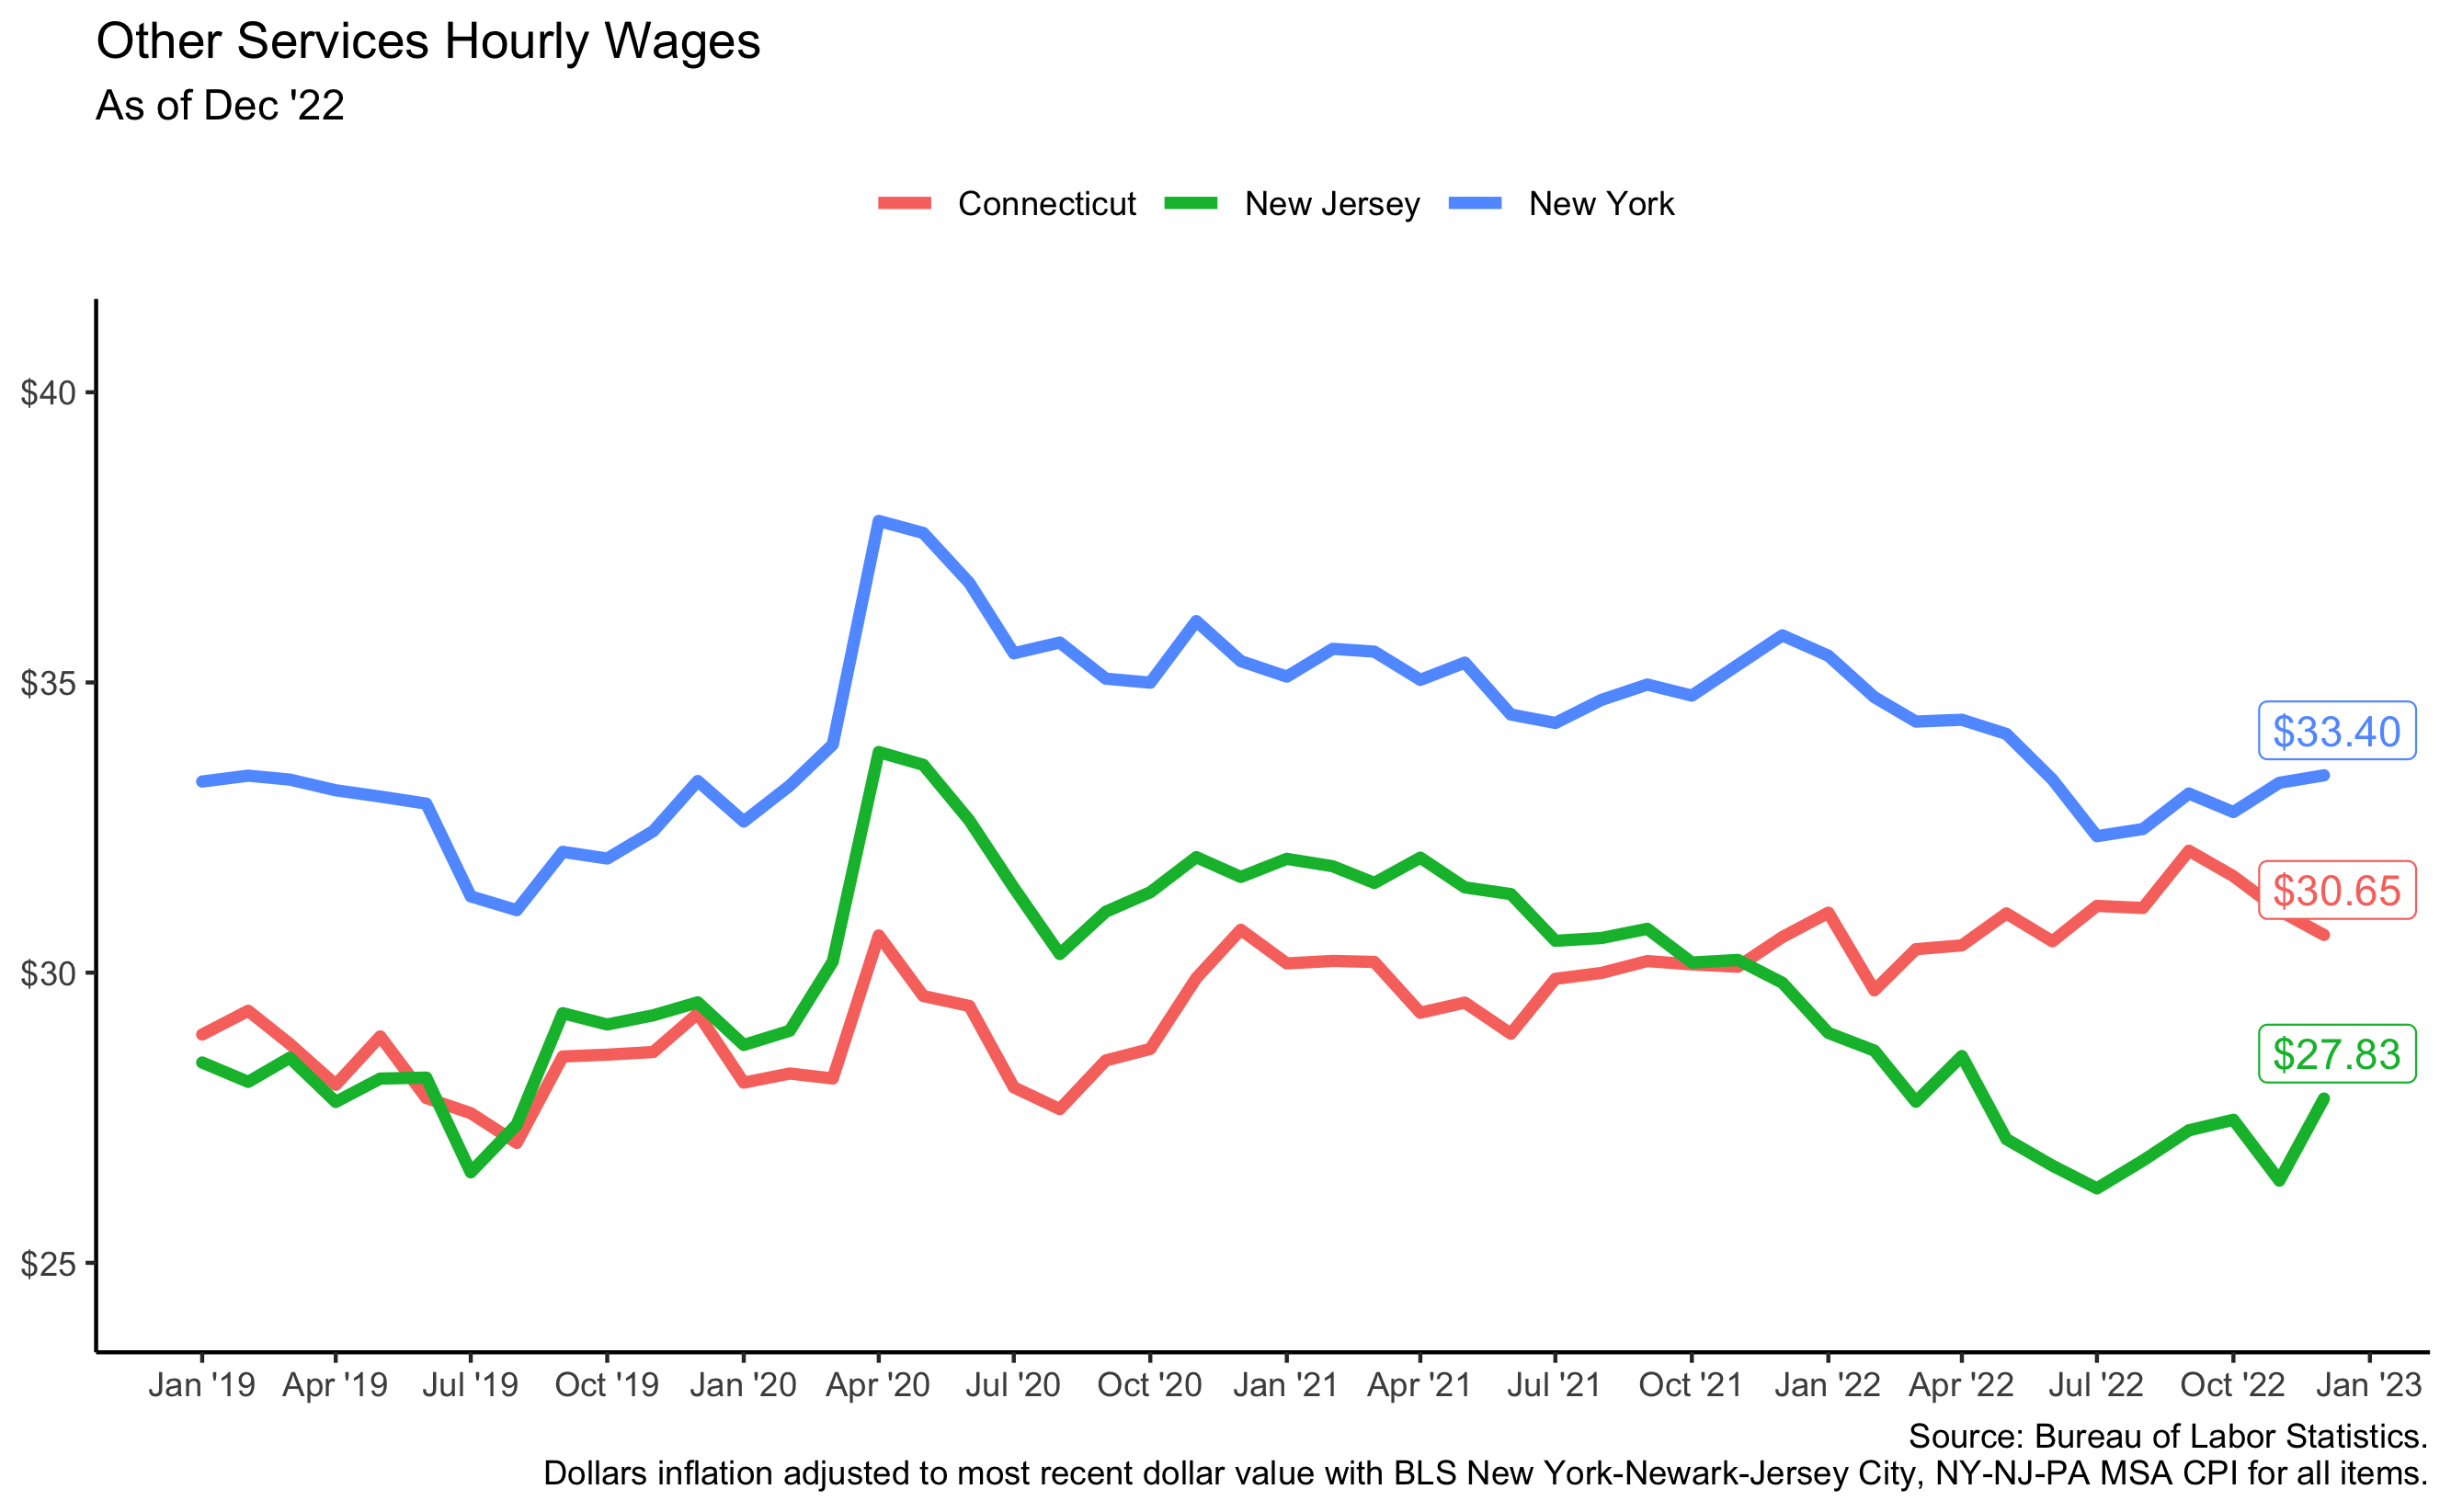 Other Services Hourly Wages
As of Dec '22
Connecticut New Jersey New York
$40
$35
$30
$25
$33.40
$30.65
$27.83
Jan '19 Apr '19 Jul '19 Oct '19 Jan '20 Apr '20 Jul '20 Oct '20 Jan '21 Apr '21 Jul '21 Oct '21 Jan '22 Apr '22 Jul '22 Oct '22 Jan '23
Source: Bureau of Labor Statistics.
Dollars inflation adjusted to most recent dollar value with BLS New York-Newark-Jersey City, NY-NJ-PA MSA CPI for all items.